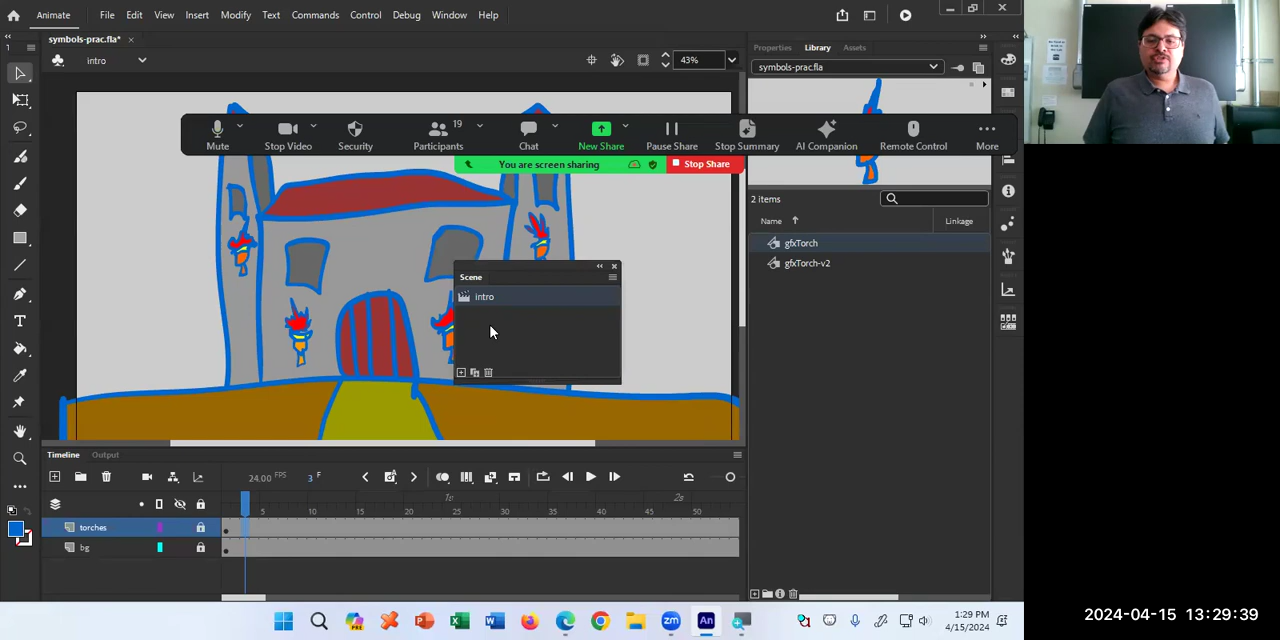 Animate File Edit View Insert Modify Text Commands Control Debug Window Help
symbols-prac.fla*
intro
43%
Properties Library Assets
symbols-prac.fla
19
Mute Stop Video Security Participants Chat New Share Pause Share Stop Summary AI Companion Remote Control More
You are screen sharing Stop Share
2 items
Name Linkage
gfxTorch
gfxTorch-v2
Scene
intro
Timeline Output
24.00 FPS 3 F
1s 2s
5 10 15 20 25 30 35 40 45 50
torches
bg
1:29 PM
4/15/2024
2024-04-15 13:29:39